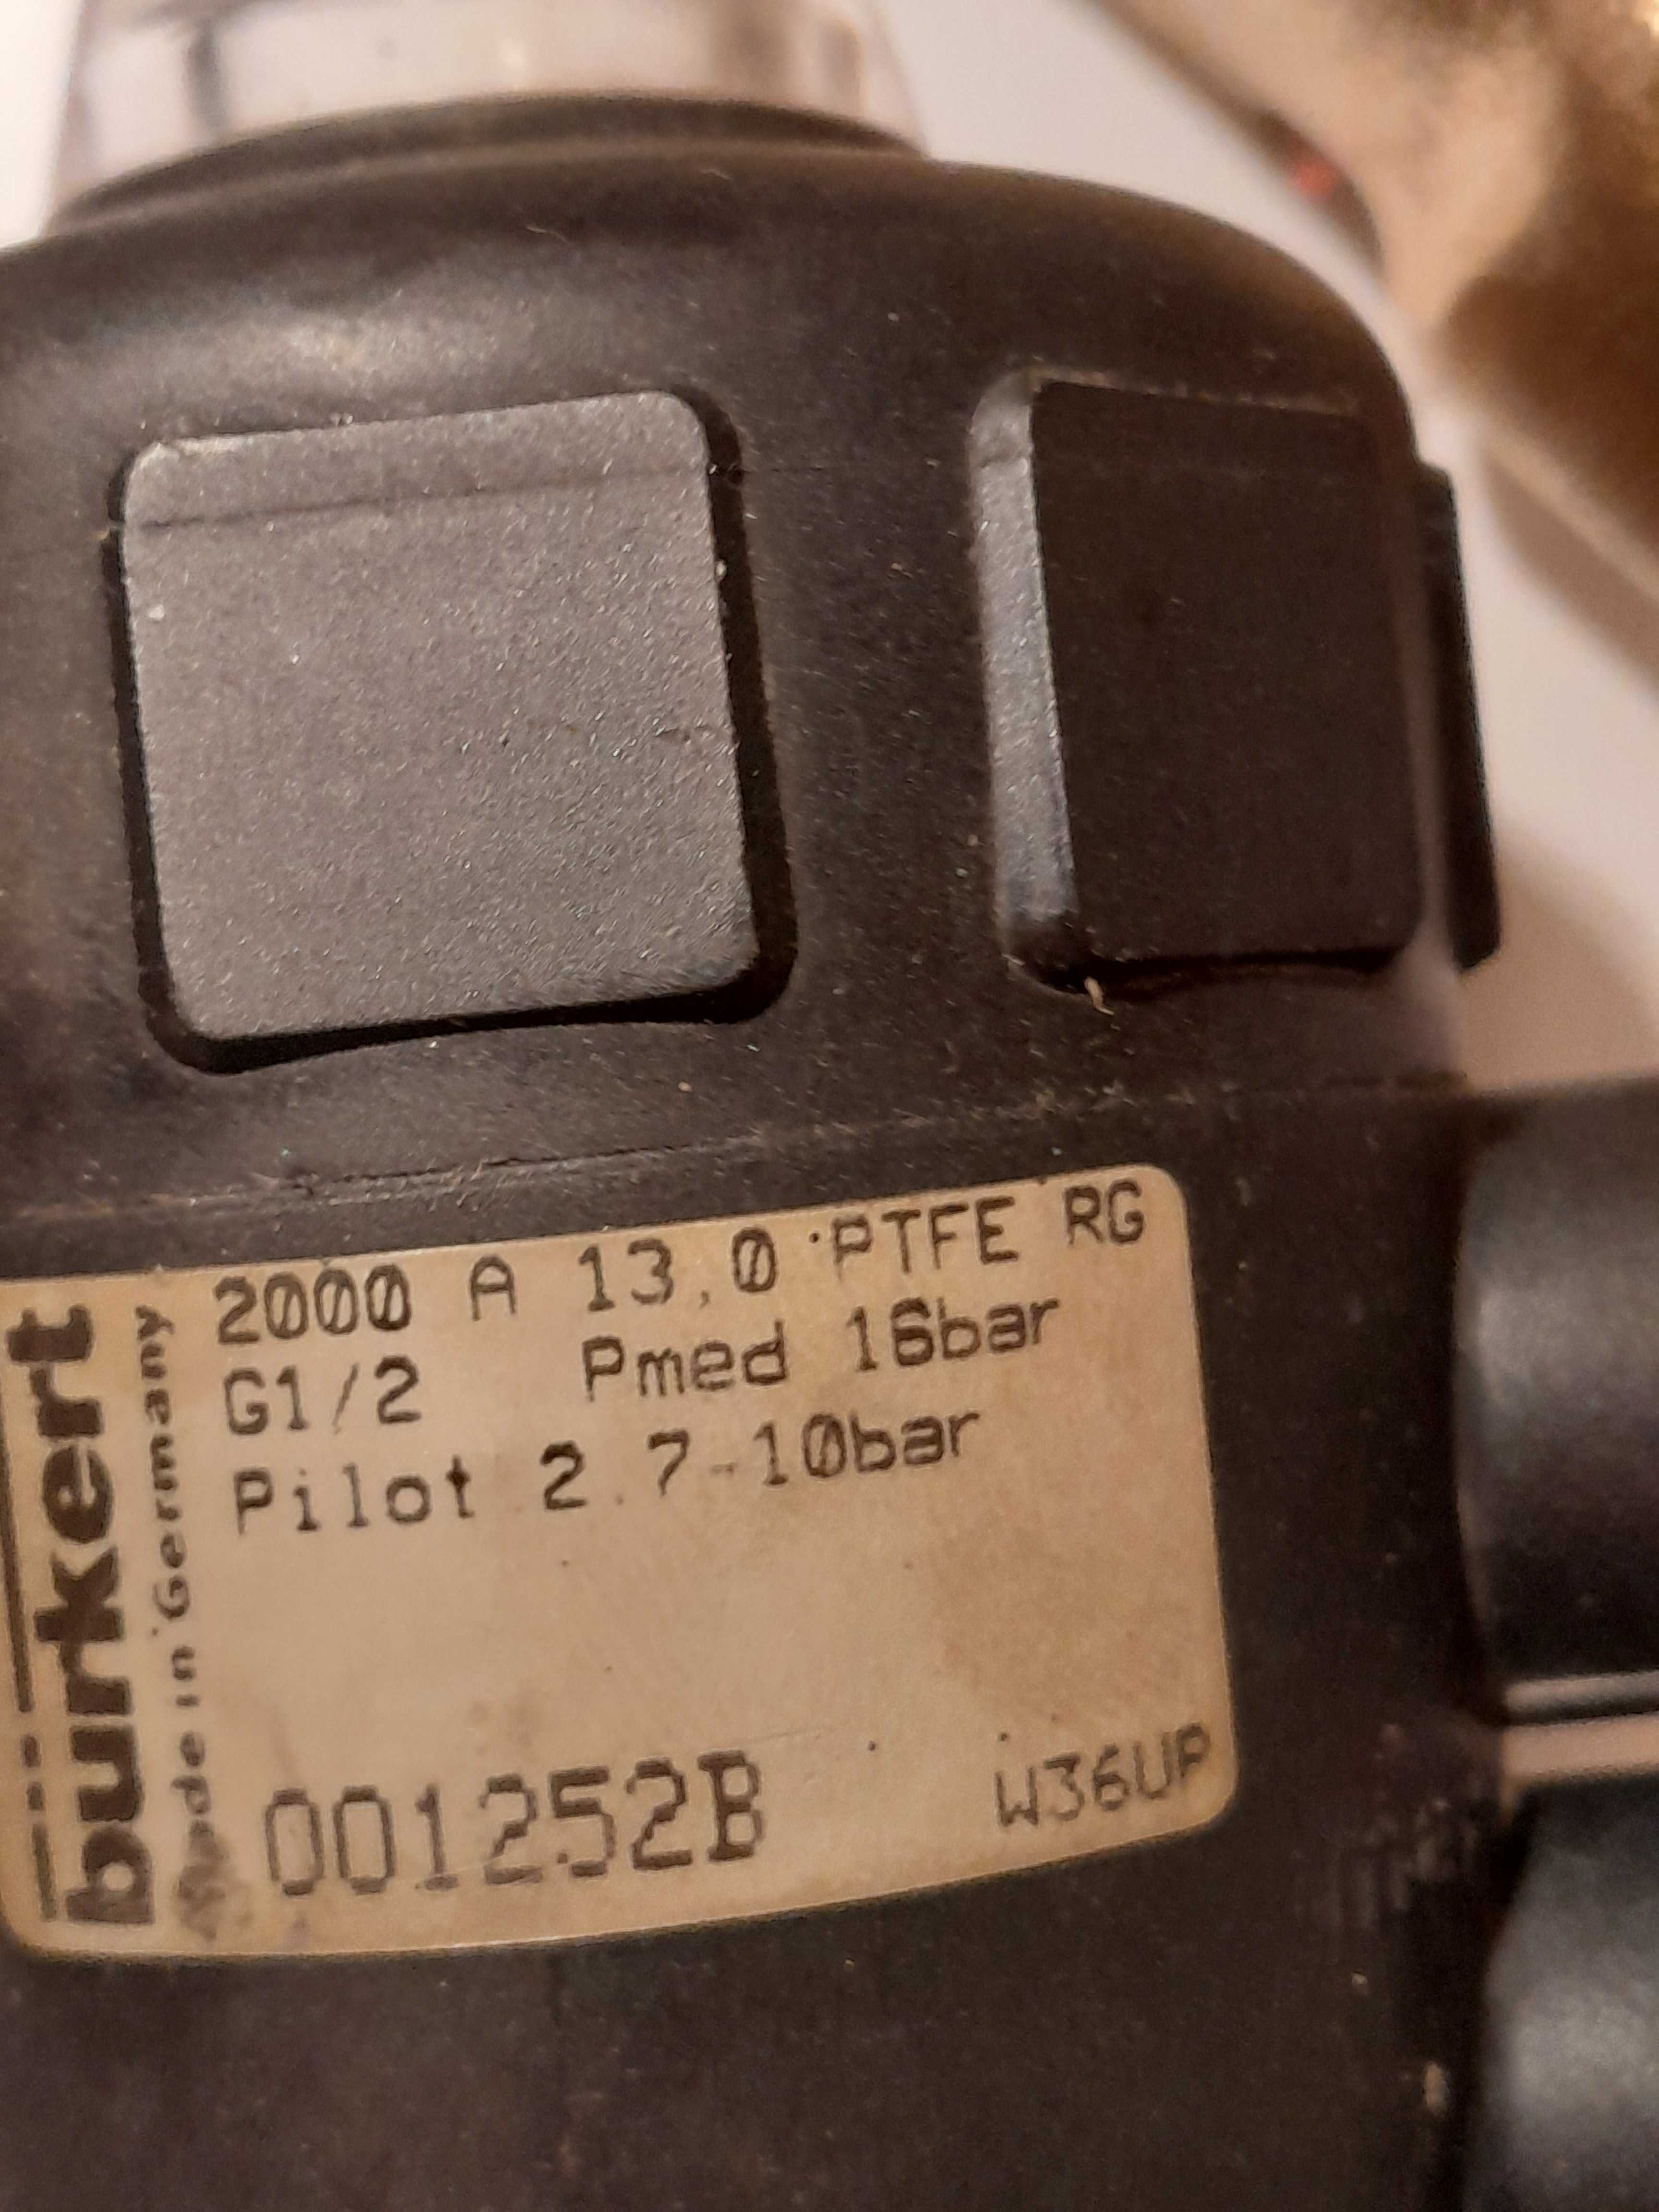 bürkert
Made in Germany
2000 A 13,0 PTFE RG
G1/2 Pmed 16bar
Pilot 2.7-10bar
001252B W36UP